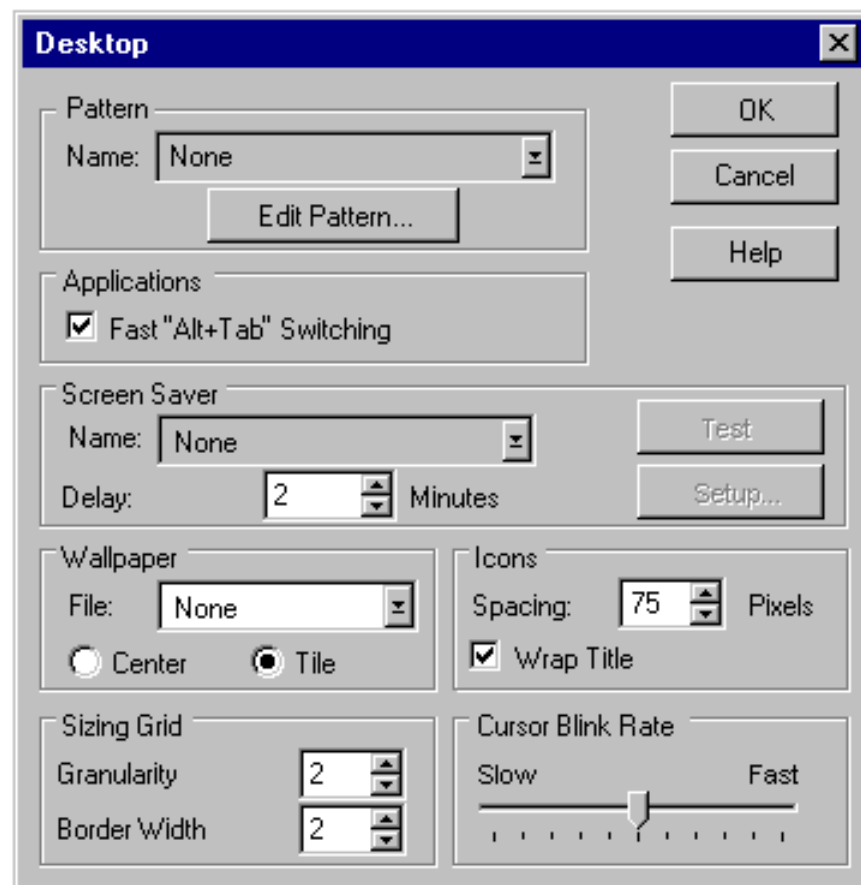 Desktop
Pattern
OK
Name: None
Cancel
Edit Pattern...
Help
Applications
Fast "Alt+Tab" Switching
Screen Saver
Name: None
Test
Delay: 2 Minutes
Setup...
Wallpaper
File: None
Center Tile
Icons
Spacing: 75 Pixels
Wrap Title
Sizing Grid
Granularity 2
Border Width 2
Cursor Blink Rate
Slow Fast